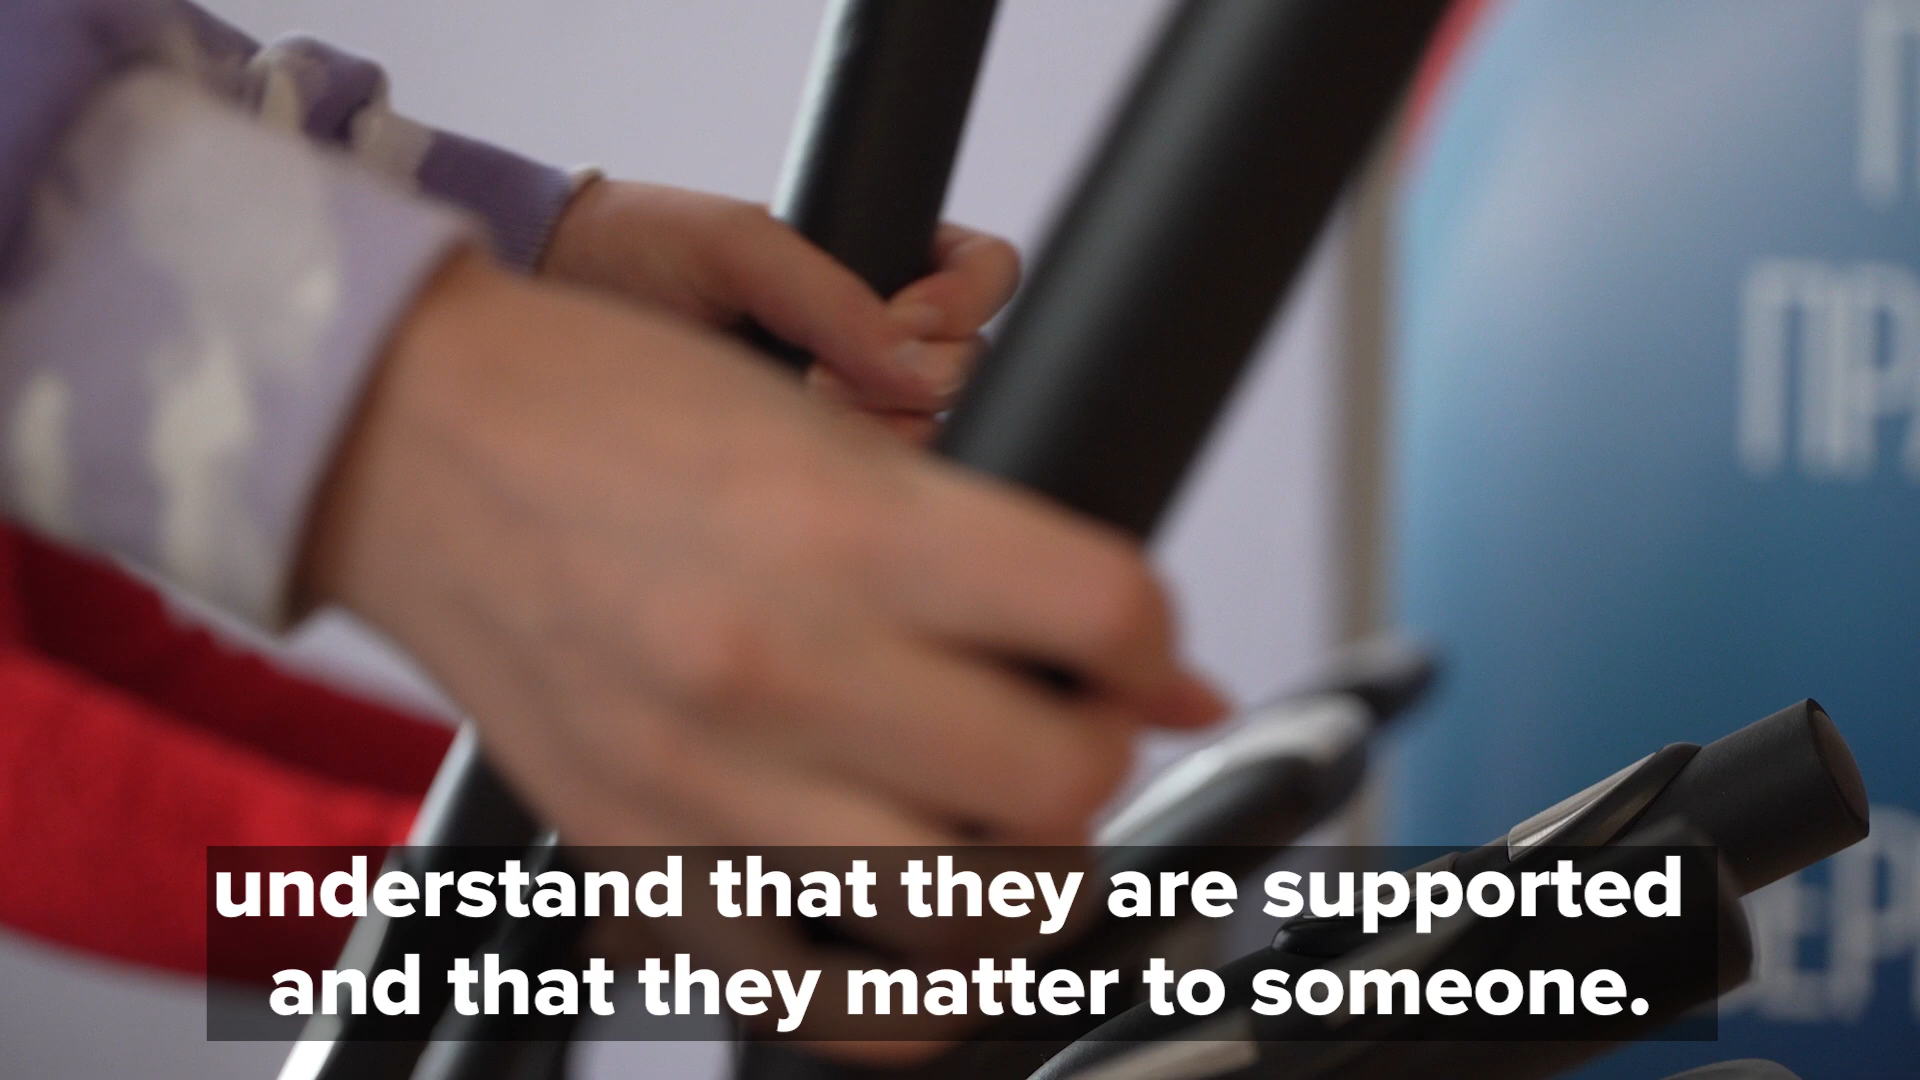 understand that they are supported
and that they matter to someone.